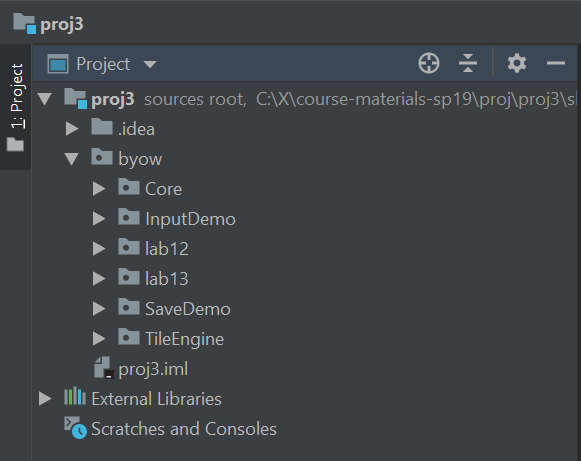 proj3
1: Project
Project
proj3 sources root, C:\X\course-materials-sp19\proj\proj3\s
.idea
byow
Core
InputDemo
lab12
lab13
SaveDemo
TileEngine
proj3.iml
External Libraries
Scratches and Consoles